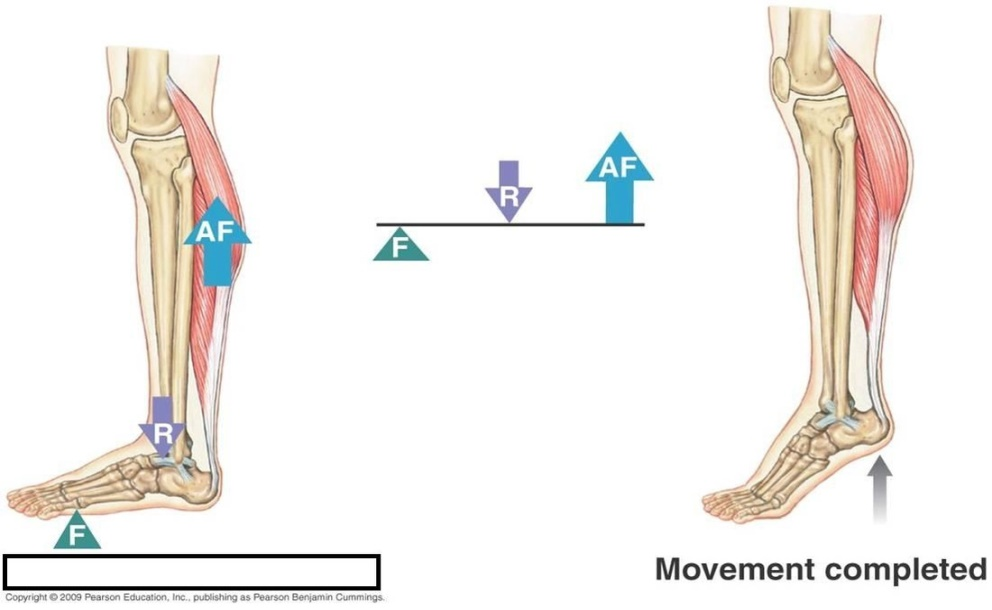 AF
R
F
R
AF
F
Movement completed
Copyright © 2009 Pearson Education, Inc., publishing as Pearson Benjamin Cummings.